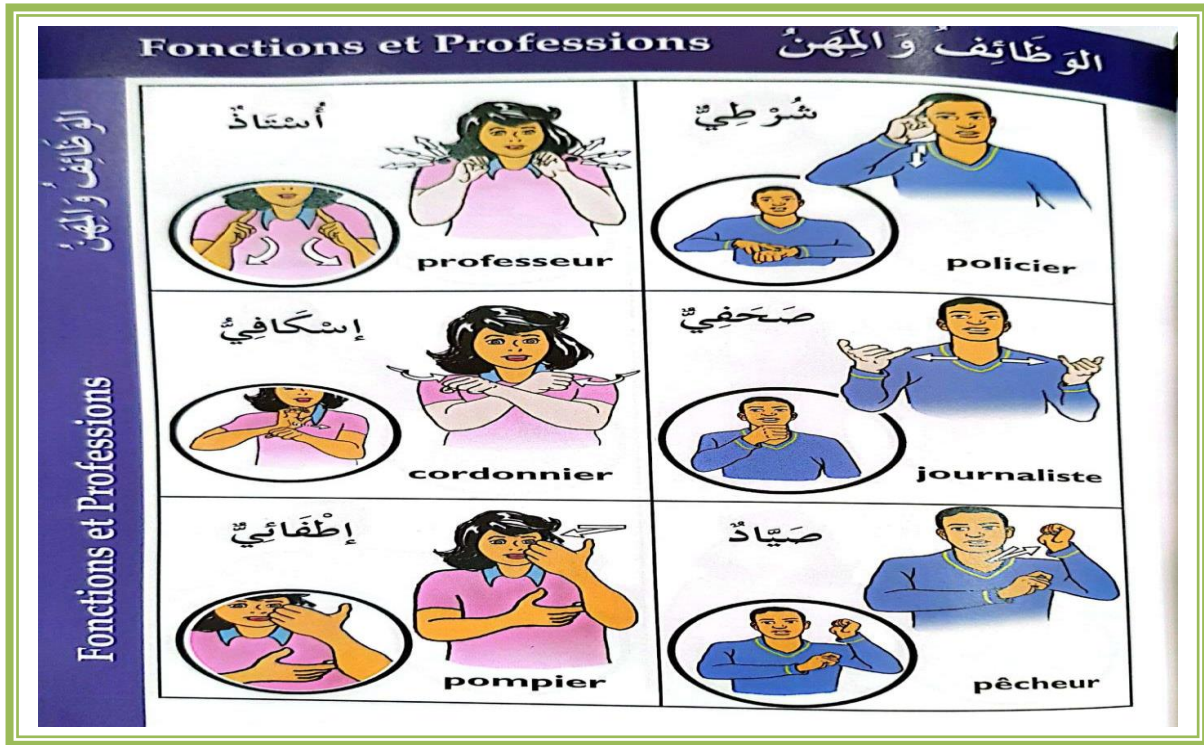 Fonctions et Professions
الوَظَائِفُ وَ المِهَنُ
الوَظَائِفُ وَالمِهَنُ
Fonctions et Professions
شُرْطِيٌّ
policier
أُسْتَاذٌ
professeur
صَحَفِيٌّ
journaliste
إِسْكَافِيٌّ
cordonnier
صَيَّادٌ
pêcheur
إِطْفَائِيٌّ
pompier